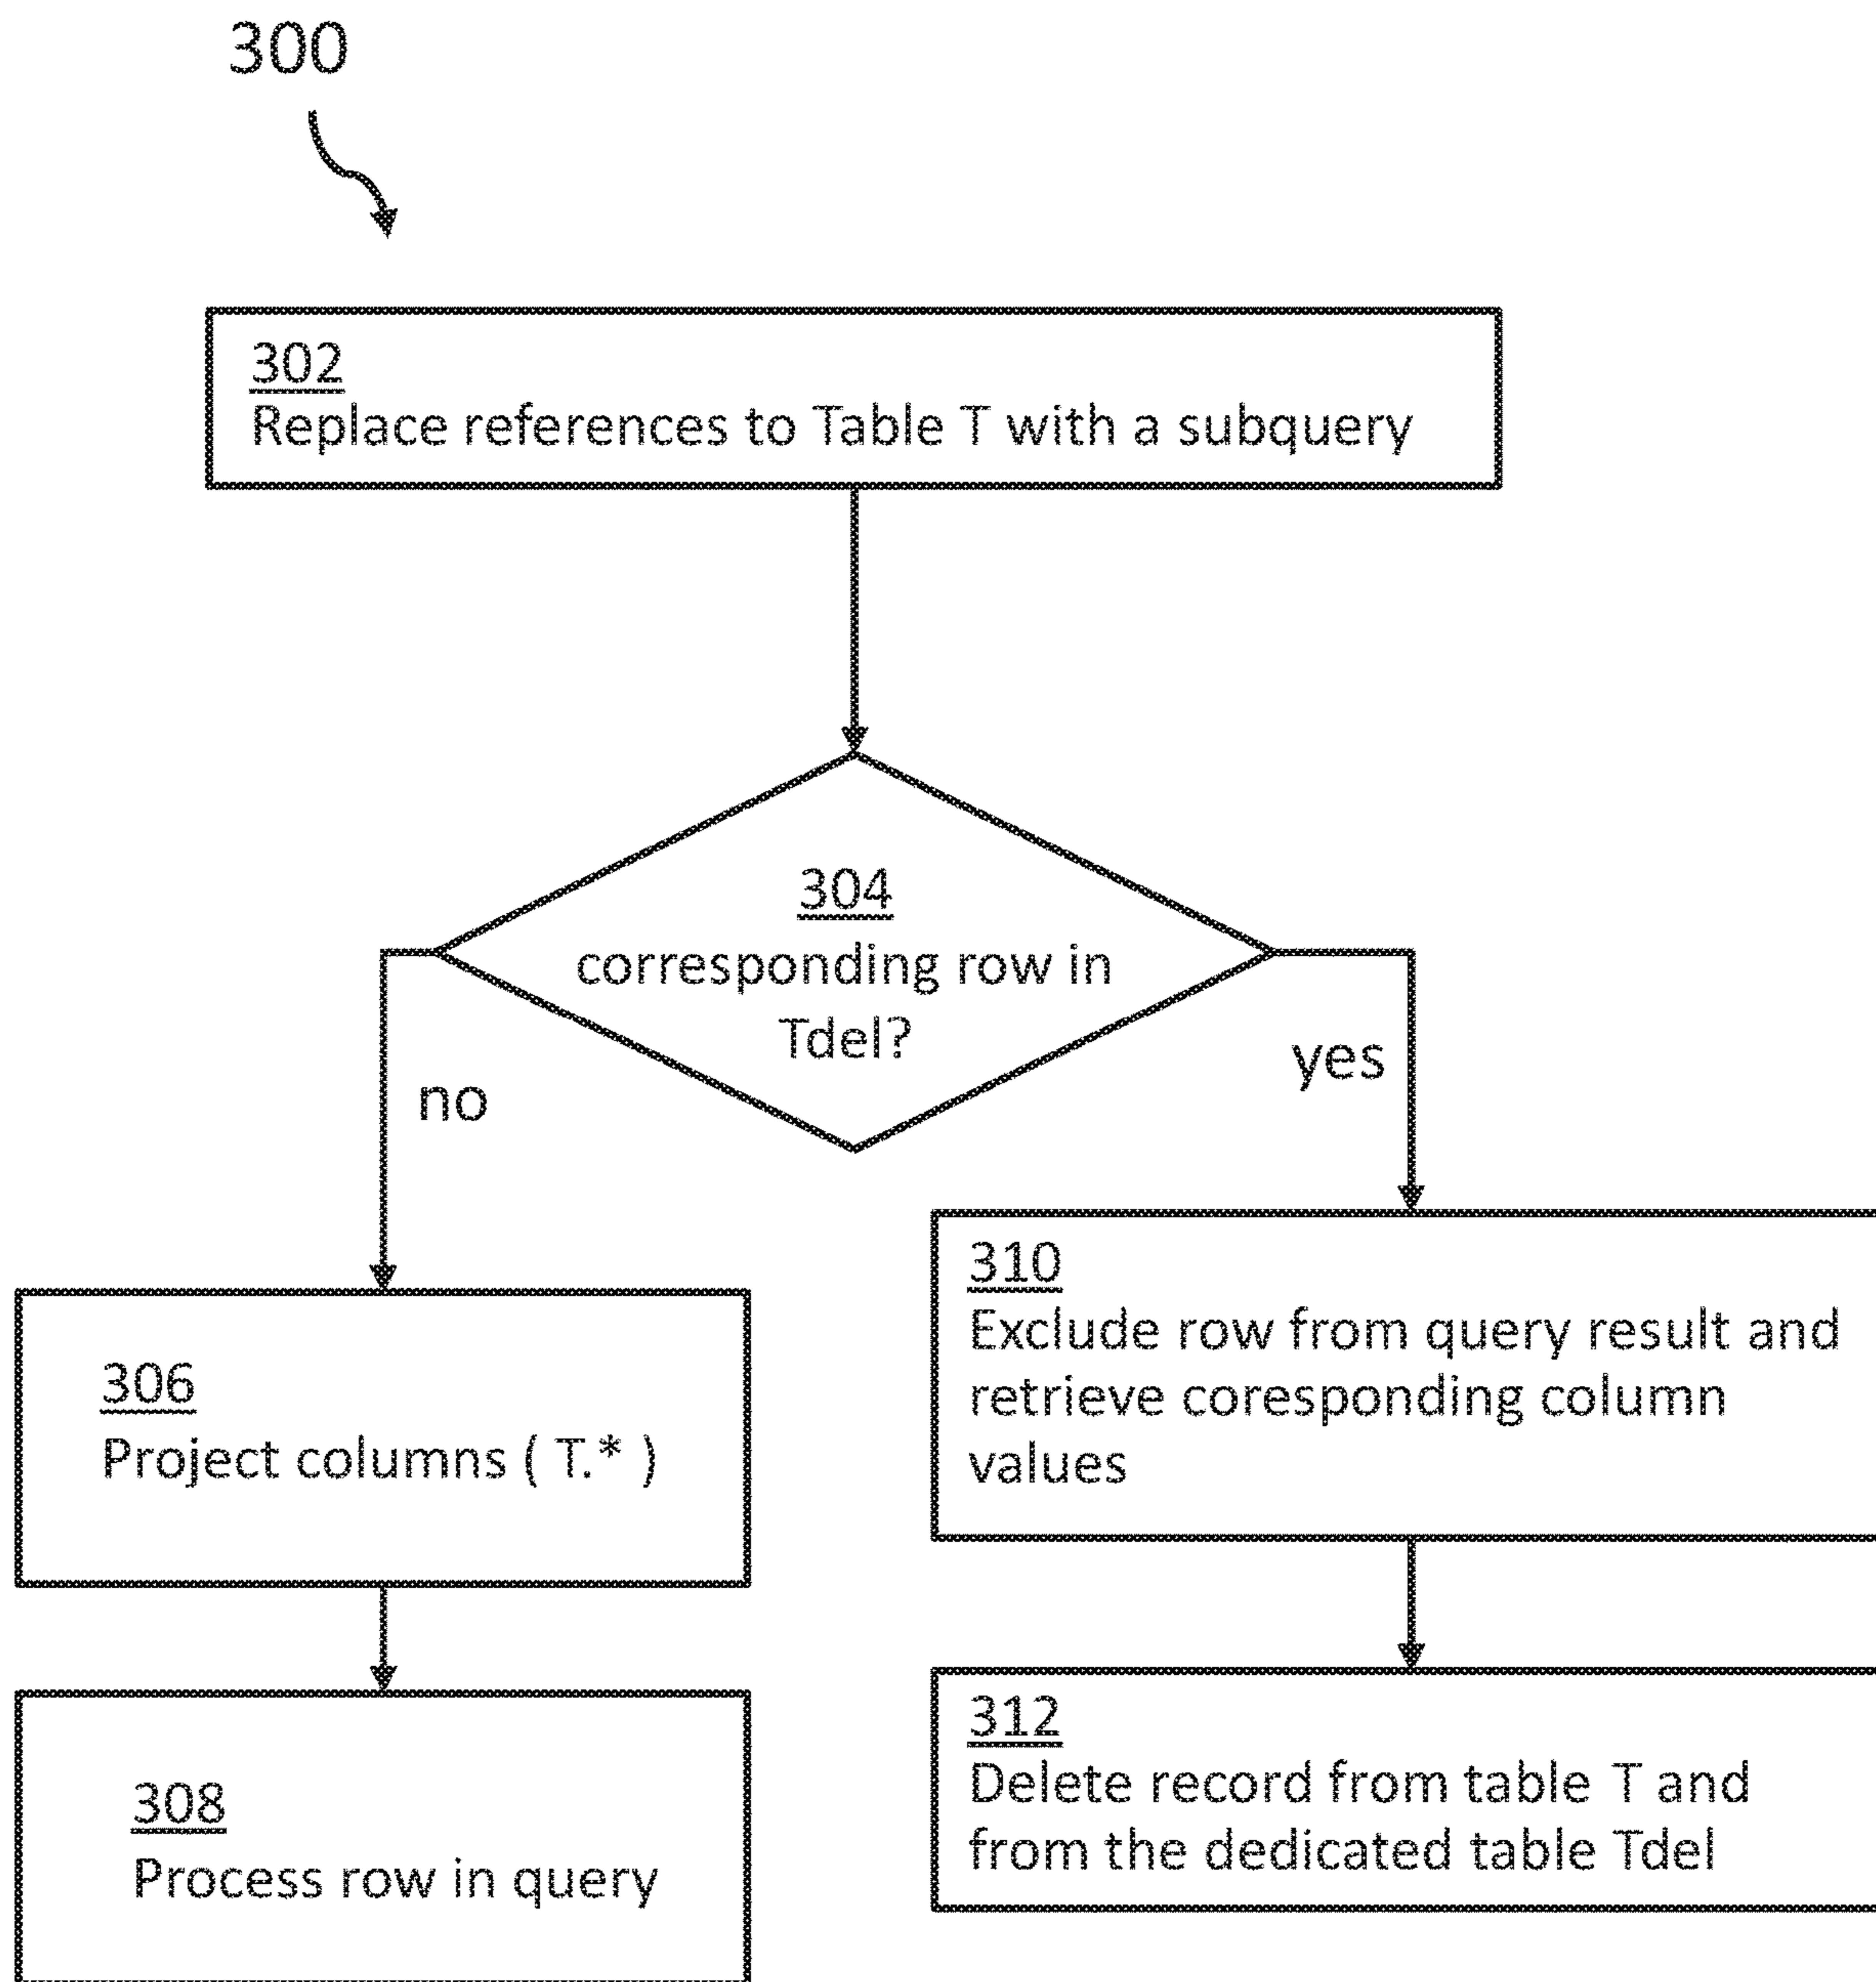 300
302
Replace references to Table T with a subquery
304
corresponding row in
Tdel?
no
yes
306
Project columns ( T.* )
308
Process row in query
310
Exclude row from query result and
retrieve coresponding column
values
312
Delete record from table T and
from the dedicated table Tdel